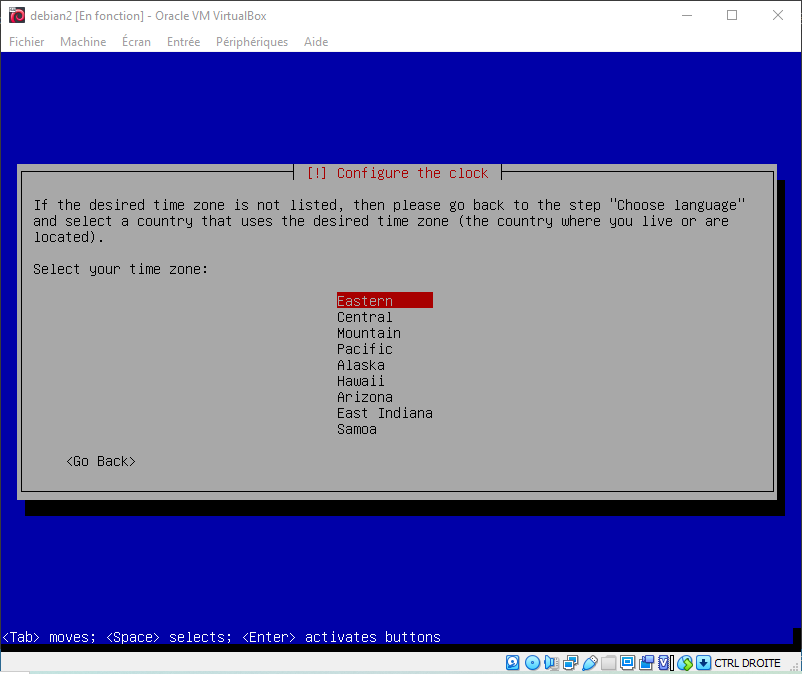 debian2 [En fonction] - Oracle VM VirtualBox
Fichier Machine Écran Entrée Périphériques Aide
[!] Configure the clock
If the desired time zone is not listed, then please go back to the step "Choose language"
and select a country that uses the desired time zone (the country where you live or are
located).
Select your time zone:
Eastern
Central
Mountain
Pacific
Alaska
Hawaii
Arizona
East Indiana
Samoa
<Go Back>
<Tab> moves; <Space> selects; <Enter> activates buttons
CTRL DROITE